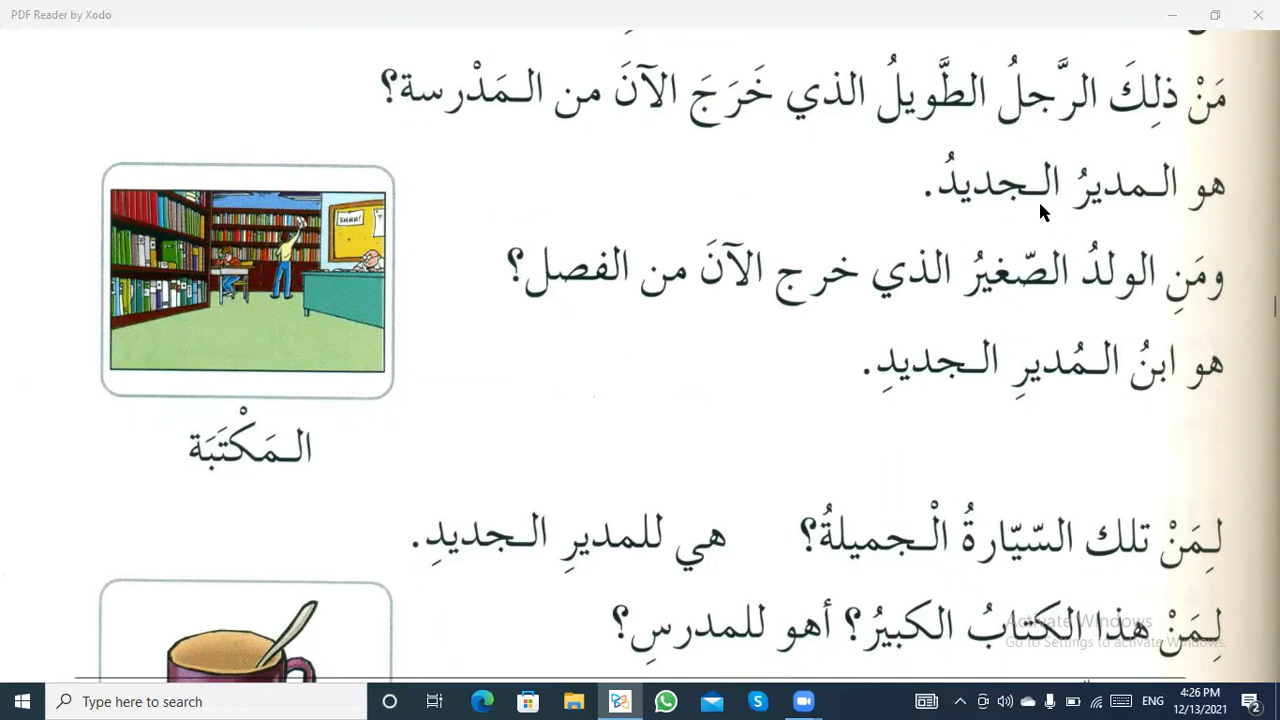 PDF Reader by Xodo
مَنْ ذلِكَ الرَّجلُ الطَّويلُ الذي خَرَجَ الآنَ من الـمَدْرسة؟
هو الـمديرُ الـجديدُ.
ومَنِ الولدُ الصّغيرُ الذي خرج الآنَ من الفصل؟
SHHH!
هو ابنُ الـمُديرِ الـجديدِ.
الـمَكْتَبَة
لِـمَنْ تلك السّيّارةُ الْـجميلةُ؟ هي للمديرِ الـجديدِ.
لِـمَنْ هذا الكتابُ الكبيرُ؟ أهو للمدرسِ؟
Activate Windows
Go to Settings to activate Windows.
Type here to search
ENG
4:26 PM
12/13/2021
2